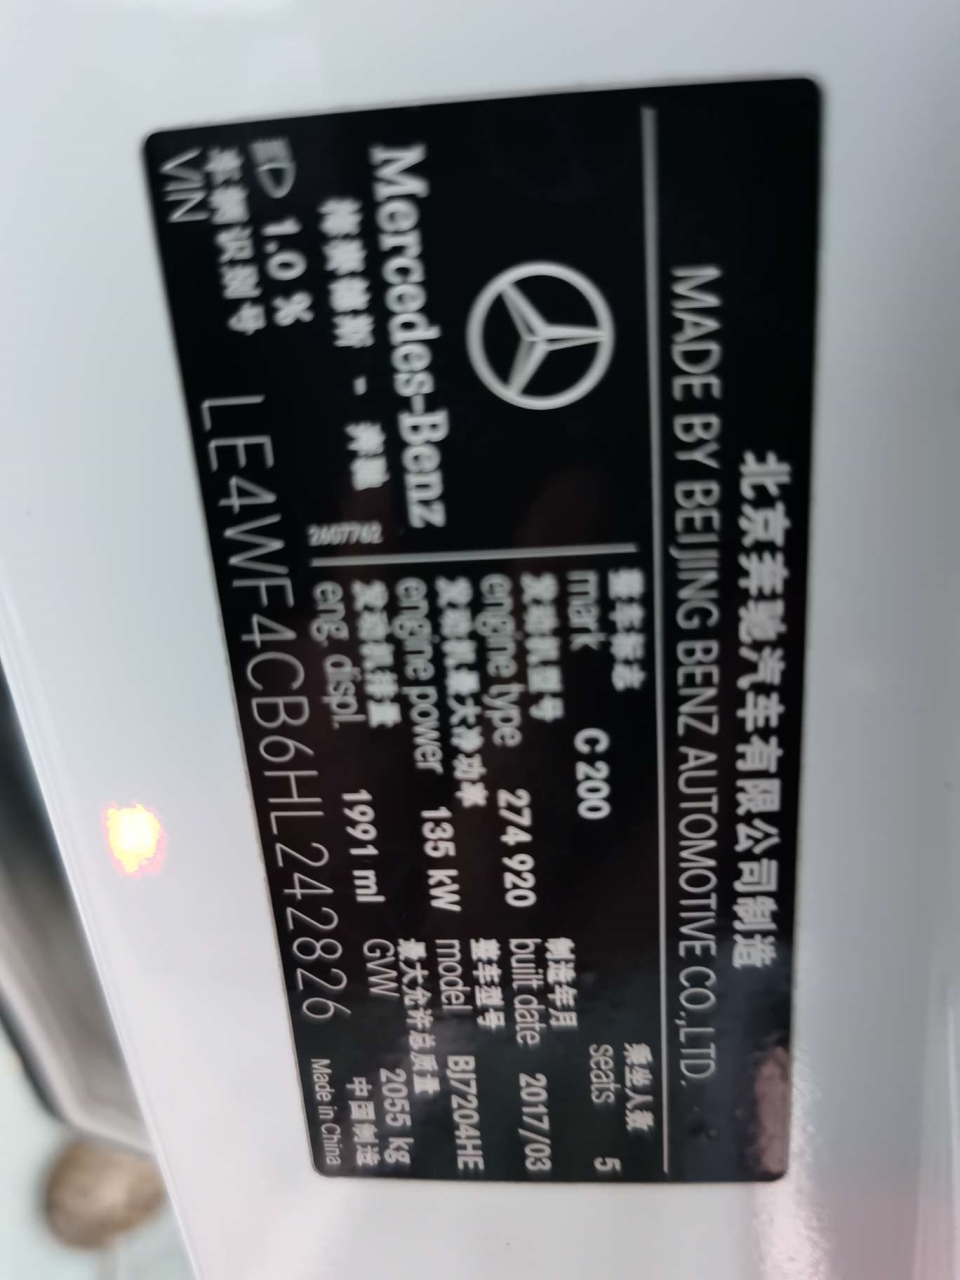 北京奔驰汽车有限公司制造
MADE BY BEIJING BENZ AUTOMOTIVE CO.,LTD.
整车标志
mark C 200
乘坐人数
seats: 5
发动机型号
engine type 274 920
制造年月
built date: 2017/03
发动机最大净功率
engine power 135 kW
整车型号
model BJ7204HE
发动机排量
eng. displ. 1991 ml
最大允许总质量
GVW 2055 kg
Mercedes-Benz
梅赛德斯 - 奔驰
2607762
中国制造
Made in China
1.0 %
车辆识别号
VIN LE4WF4CB6HL242826